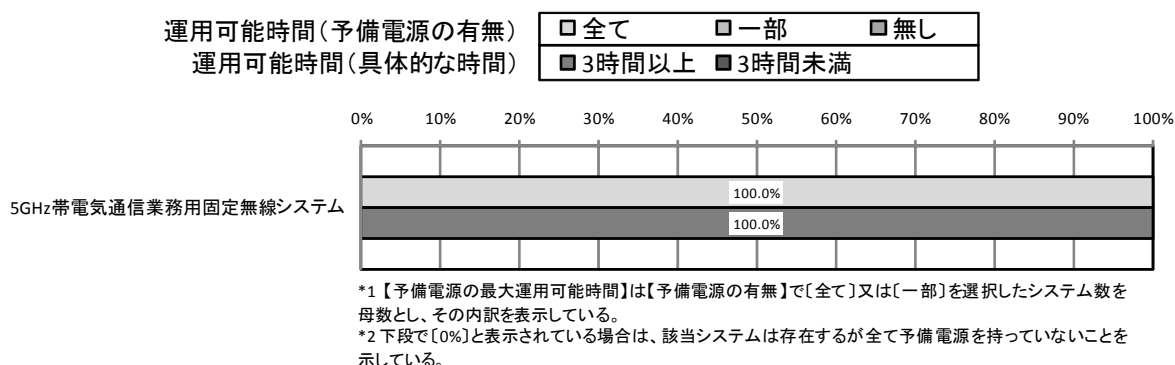 運用可能時間(予備電源の有無) 全て 一部 無し
運用可能時間(具体的な時間) 3時間以上 3時間未満
0% 10% 20% 30% 40% 50% 60% 70% 80% 90% 100%
100.0%
5GHz帯電気通信業務用固定無線システム
100.0%
*1【予備電源の最大運用可能時間】は【予備電源の有無】で〔全て〕又は〔一部〕を選択したシステム数を
母数とし、その内訳を表示している。
*2 下段で〔0%〕と表示されている場合は、該当システムは存在するが全て予備電源を持っていないことを
示している。